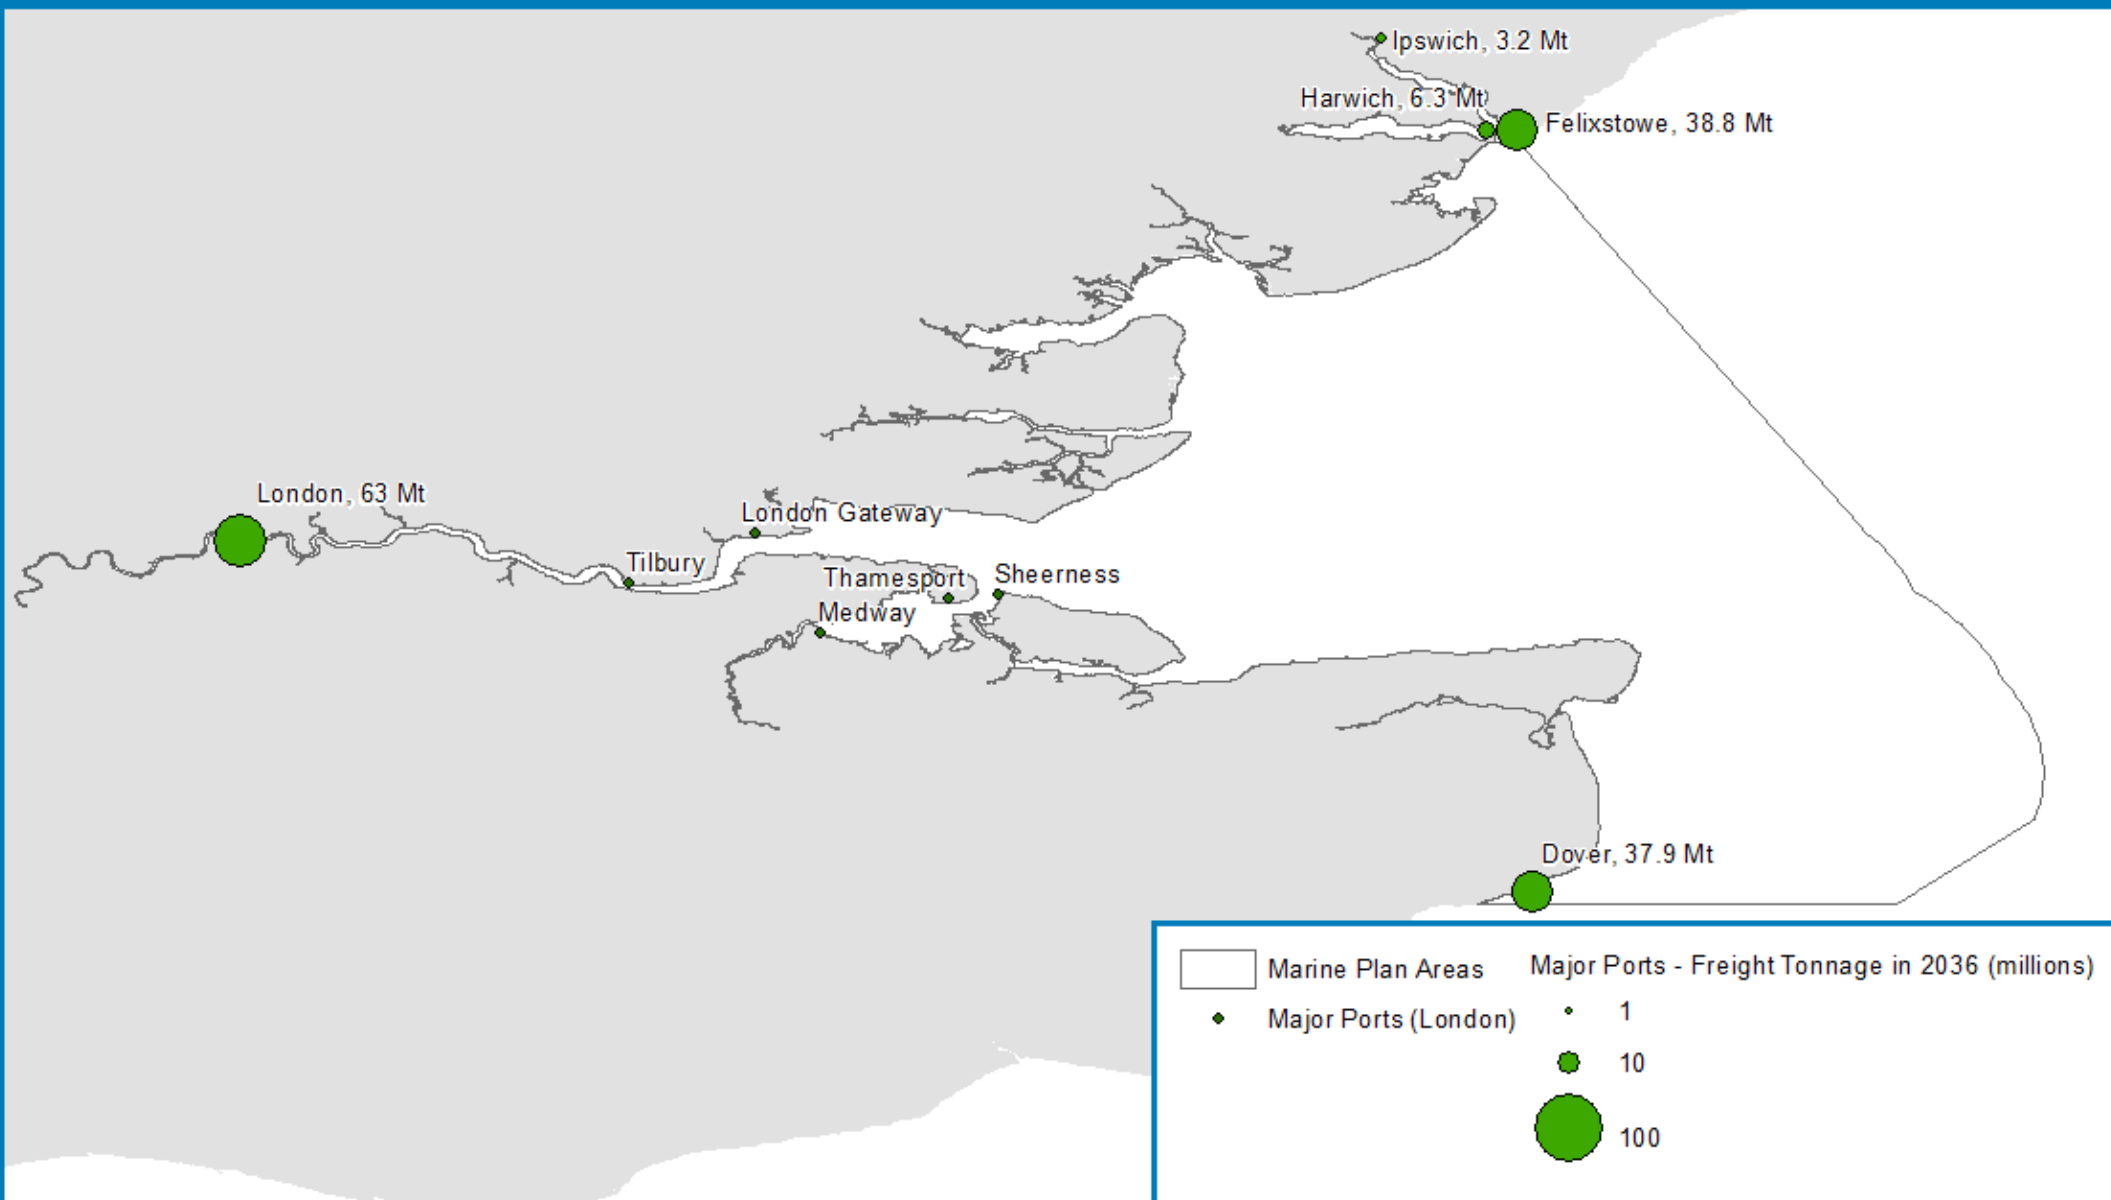 Ipswich, 3.2 Mt
Harwich, 6.3 Mt
Felixstowe, 38.8 Mt
London, 63 Mt
London Gateway
Tilbury
Thamesport
Sheerness
Medway
Dover, 37.9 Mt
Marine Plan Areas
Major Ports (London)
Major Ports - Freight Tonnage in 2036 (millions)
1
10
100